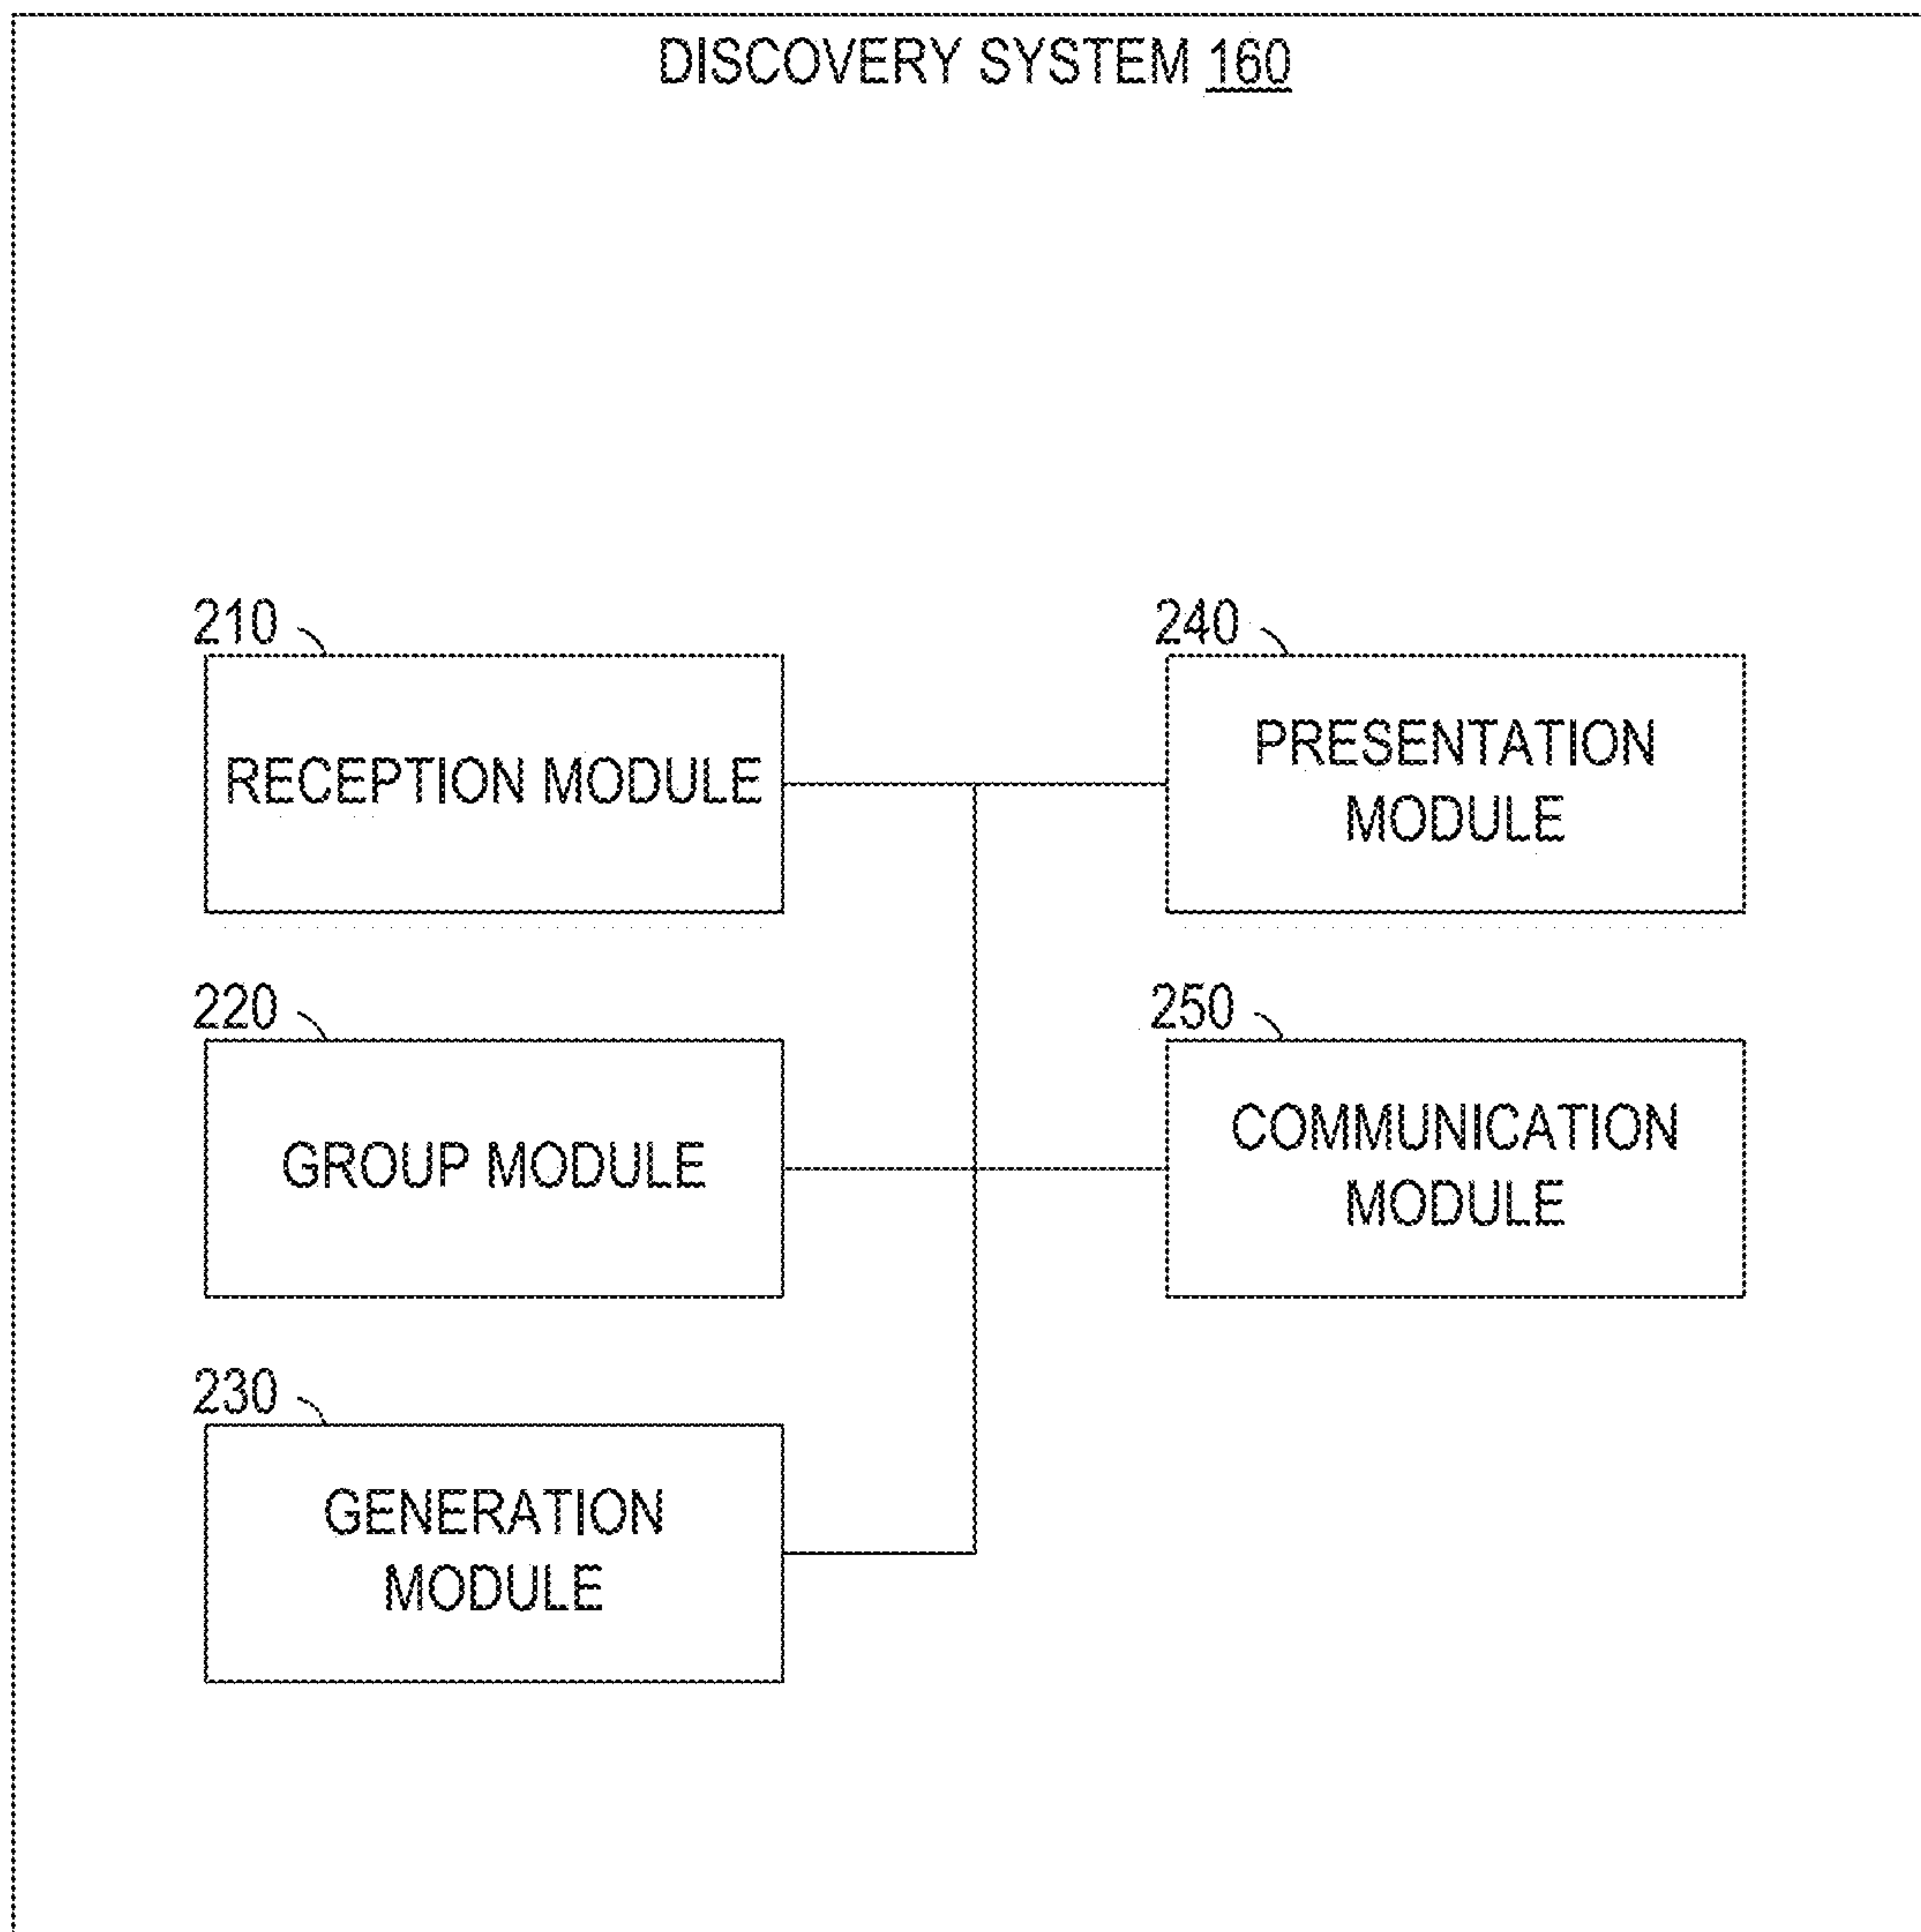 DISCOVERY SYSTEM 160
210
RECEPTION MODULE
240
PRESENTATION
MODULE
220
GROUP MODULE
250
COMMUNICATION
MODULE
230
GENERATION
MODULE